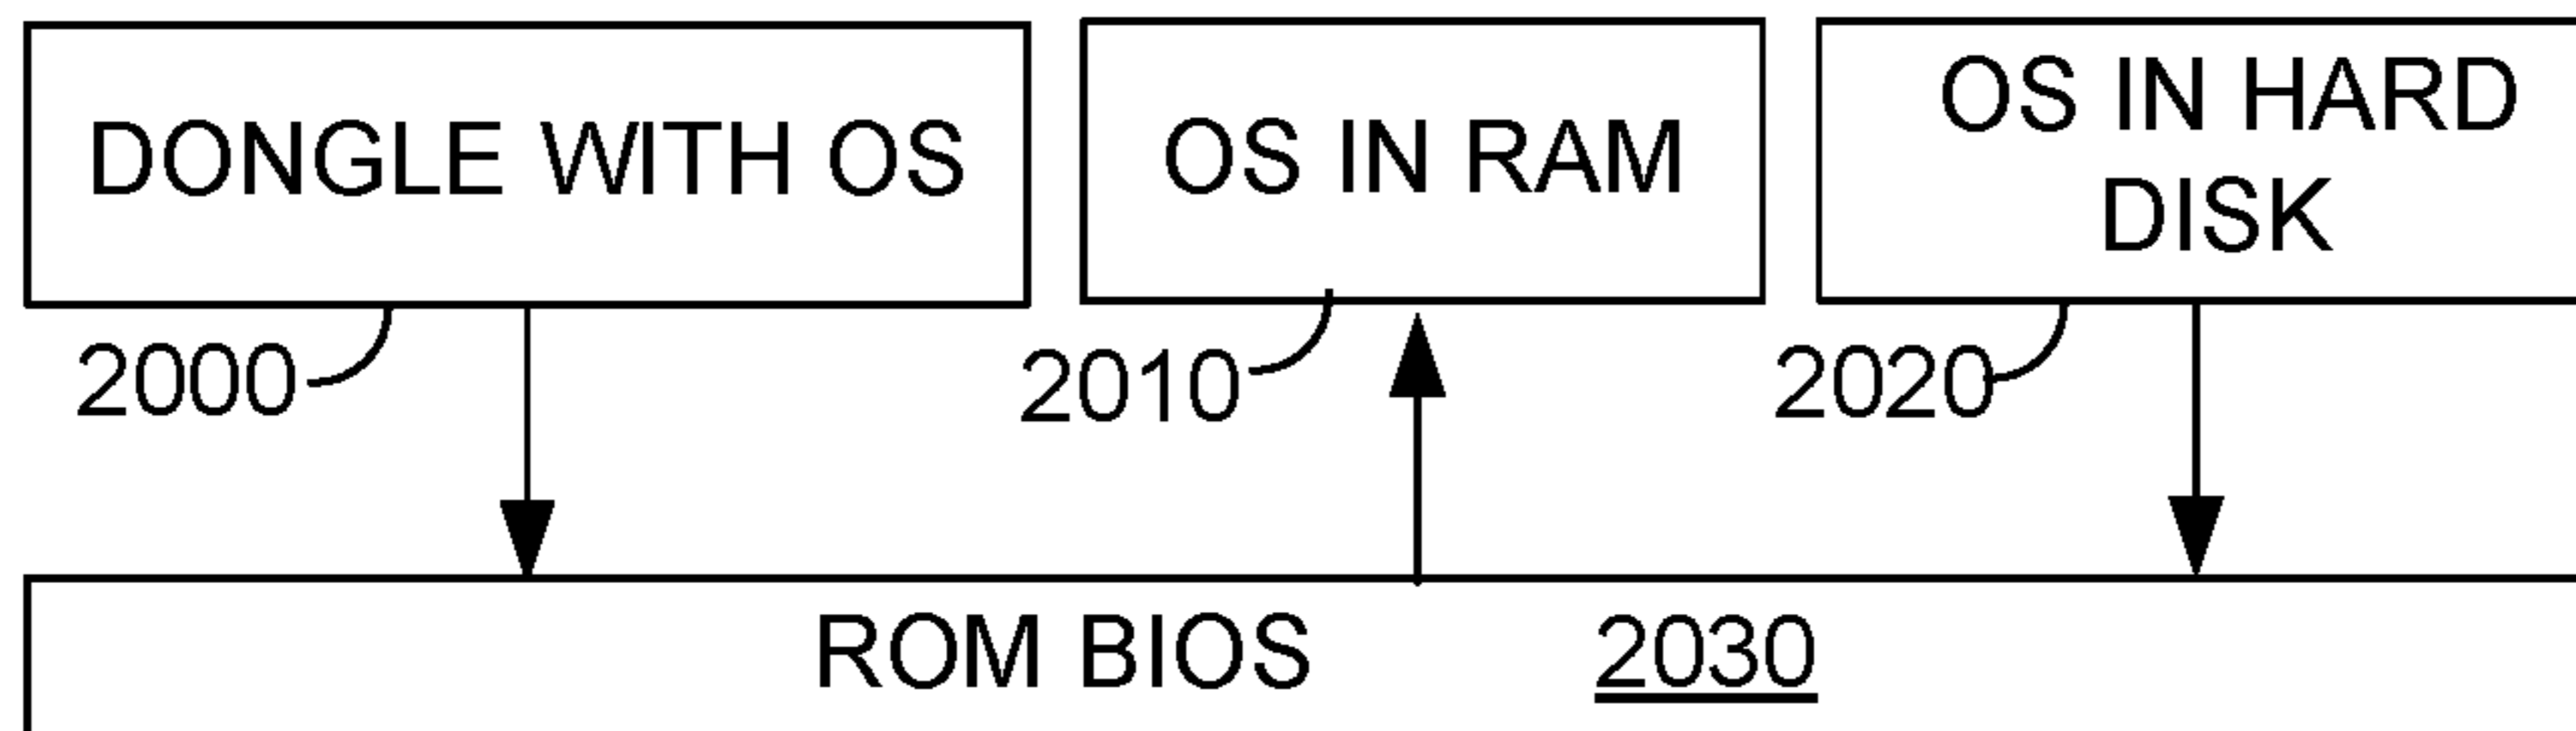 DONGLE WITH OS
OS IN RAM
OS IN HARD
DISK
2000
2010
2020
ROM BIOS
2030